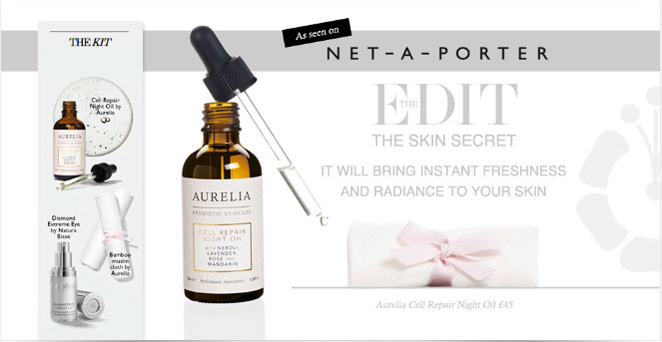 THE KIT
Cell Repair
Night Oil by
Aurelia
AURELIA
Diamond
Extreme Eye
by Natura
Bisse
Bamboo
muslin
cloth by
Aurelia
As seen on
NET-A-PORTER
THE EDIT
THE SKIN SECRET
IT WILL BRING INSTANT FRESHNESS
AND RADIANCE TO YOUR SKIN
AURELIA
PROBIOTIC SKINCARE
CELL REPAIR
NIGHT OIL
WITH NEROLI,
LAVENDER,
ROSE AND
MANDARIN
Aurelia Cell Repair Night Oil £45